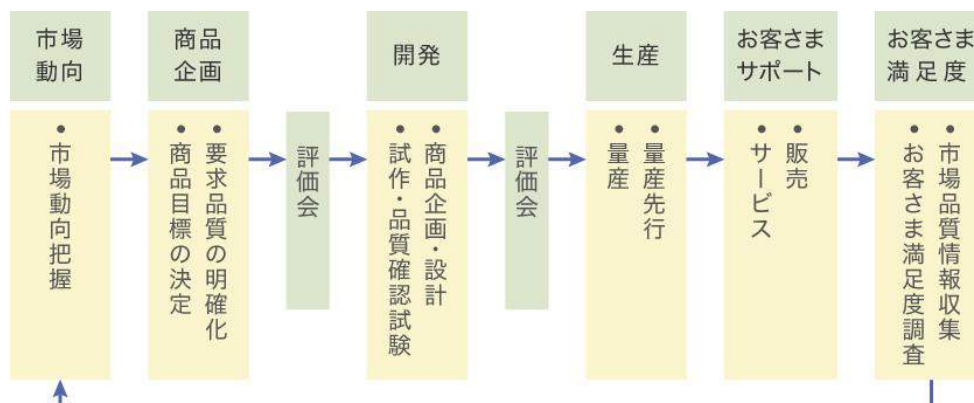 市場
動向
商品
企画
開発
生産
お客さま
サポート
お客さま
満足度
・市場動向把握
・要求品質の明確化
・商品目標の決定
評価会
・商品企画・設計
・試作・品質確認試験
評価会
・量産先行
・量産
・販売
・サービス
・市場品質情報収集
・お客さま満足度調査